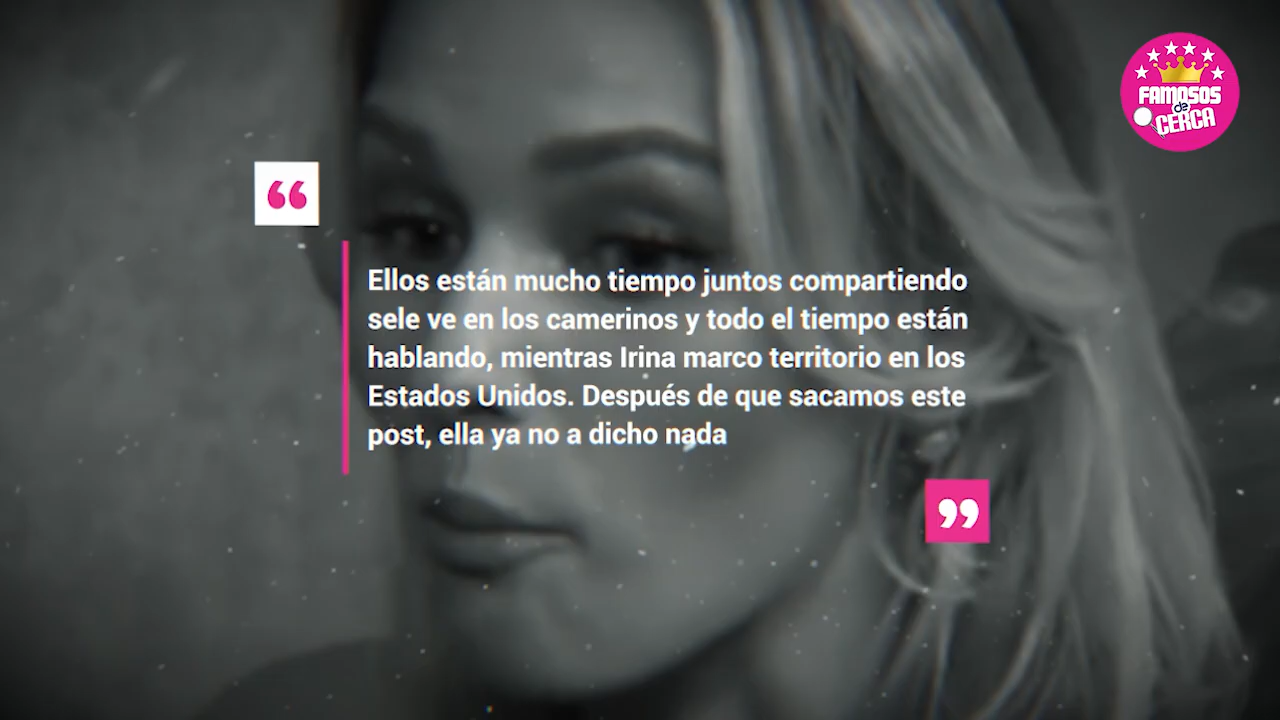 FAMOSOS
de
CERCA
“
Ellos están mucho tiempo juntos compartiendo
sele ve en los camerinos y todo el tiempo están
hablando, mientras Irina marco territorio en los
Estados Unidos. Después de que sacamos este
post, ella ya no a dicho nada
”